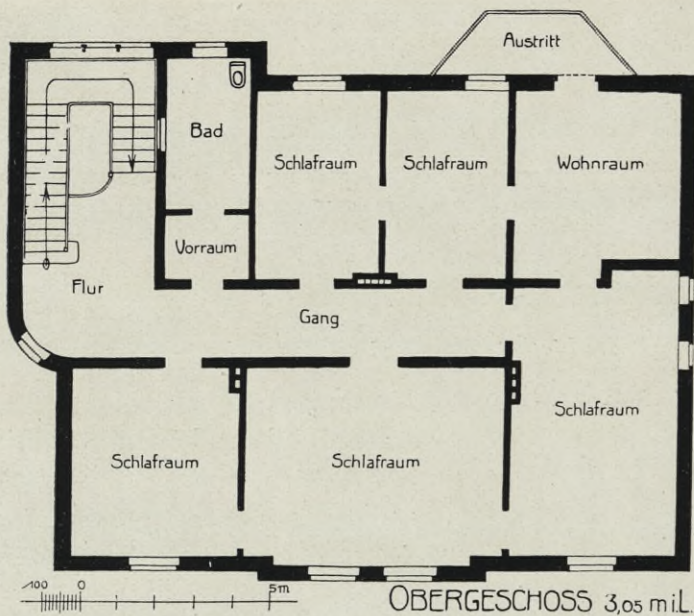 Austritt
Bad
Schlafraum
Schlafraum
Wohnraum
Vorraum
Flur
Gang
Schlafraum
Schlafraum
Schlafraum
100 0 5m
OBERGESCHOSS 3,05 m i.L.